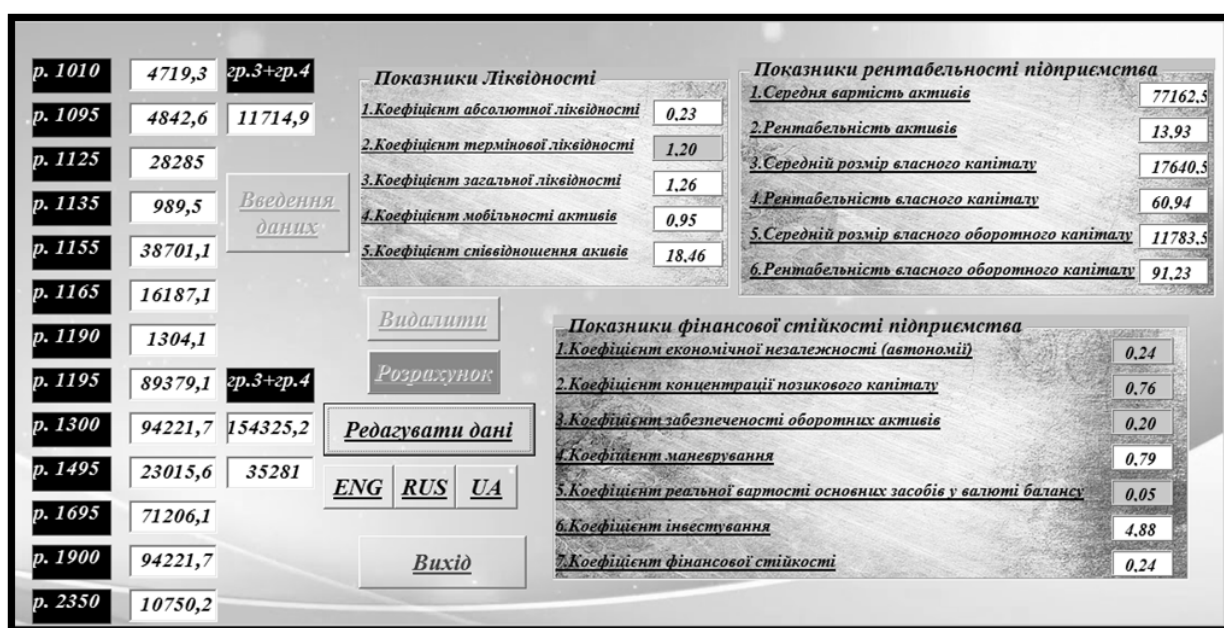 р. 1010 4719,3 гр.3+гр.4
р. 1095 4842,6 11714,9
р. 1125 28285
р. 1135 989,5
р. 1155 38701,1
р. 1165 16187,1
р. 1190 1304,1
р. 1195 89379,1 гр.3+гр.4
р. 1300 94221,7 154325,2
р. 1495 23015,6 35281
р. 1695 71206,1
р. 1900 94221,7
р. 2350 10750,2
Введення
даних
Показники Ліквідності
1.Коефіцієнт абсолютної ліквідності 0,23
2.Коефіцієнт термінової ліквідності 1,20
3.Коефіцієнт загальної ліквідності 1,26
4.Коефіцієнт мобільності активів 0,95
5.Коефіцієнт співвідношення акивів 18,46
Показники рентабельності підприємства
1.Середня вартість активів 77162,5
2.Рентабельність активів 13,93
3.Середній розмір власного капіталу 17640,5
4.Рентабельність власного капіталу 60,94
5.Середній розмір власного оборотного капіталу 11783,5
6.Рентабельність власного оборотного капіталу 91,23
Видалити
Розрахунок
Редагувати дані
ENG RUS UA
Вихід
Показники фінансової стійкості підприємства
1.Коефіцієнт економічної незалежності (автономії) 0,24
2.Коефіцієнт концентрації позикового капіталу 0,76
3.Коефіцієнт забезпеченості оборотних активів 0,20
4.Коефіцієнт маневрування 0,79
5.Коефіцієнт реальної вартості основних засобів у валюті балансу 0,05
6.Коефіцієнт інвестування 4,88
7.Коефіцієнт фінансової стійкості 0,24